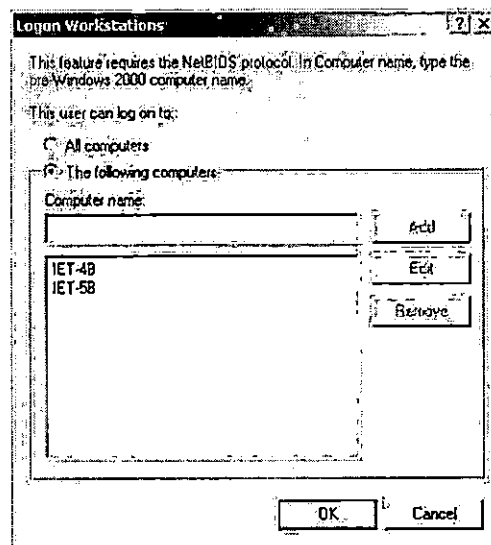 Logon Workstations ? ×
This feature requires the NetBIOS protocol. In Computer name, type the
pre-Windows 2000 computer name.
This user can log on to:
All computers
The following computers
Computer name:
Add
IET-4B
IET-5B
Edit
Remove
OK
Cancel